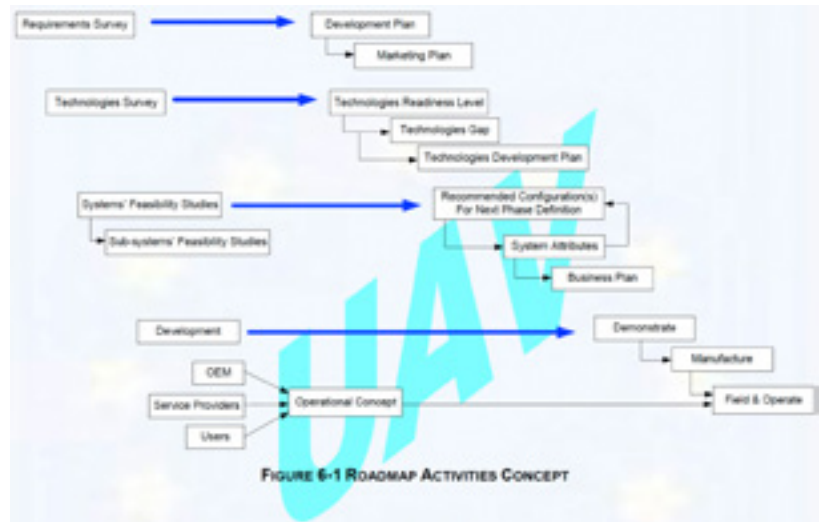 Requirements Survey
Development Plan
Marketing Plan
Technologies Survey
Technologies Readiness Level
Technologies Gap
Technologies Development Plan
Systems' Feasibility Studies
Recommended Configuration(s)
For Next Phase Definition
Sub-systems' Feasibility Studies
System Attributes
Business Plan
Development
Demonstrate
OEM
Manufacture
Service Providers
Operational Concept
Field & Operate
Users
UAV
FIGURE 6-1 ROADMAP ACTIVITIES CONCEPT